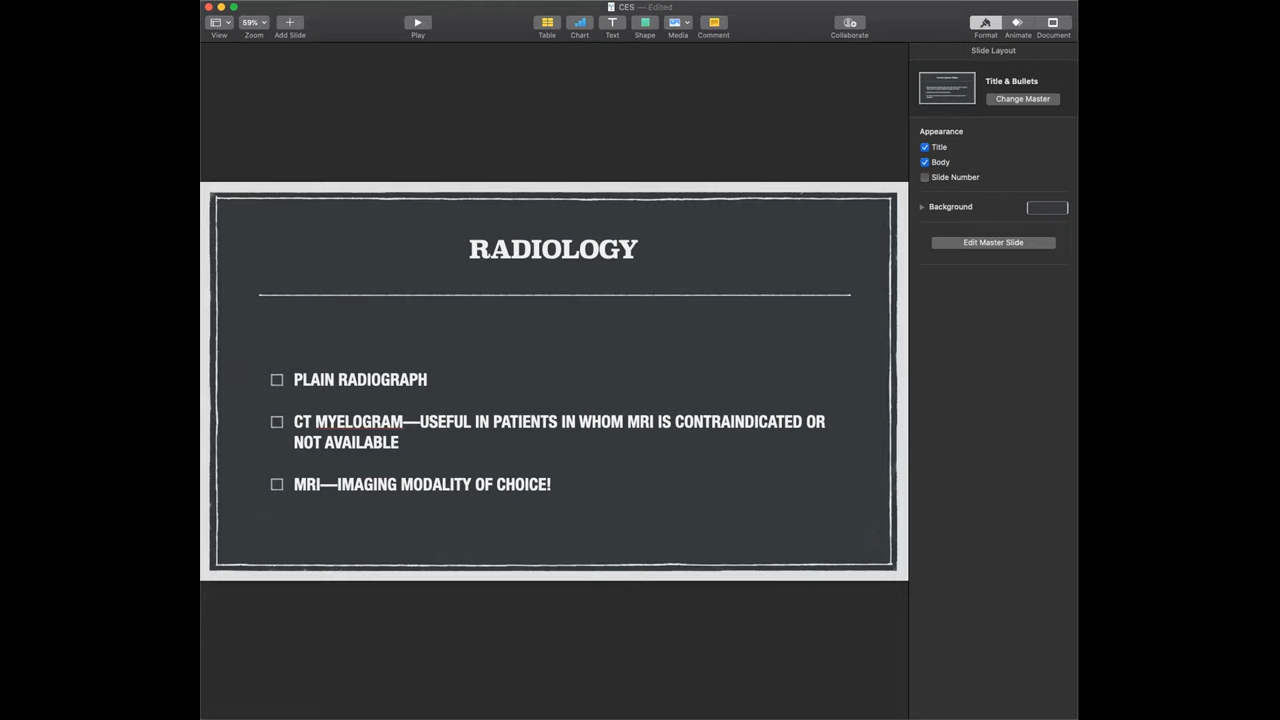 CES — Edited
59%
View
Zoom
Add Slide
Play
Table
Chart
Text
Shape
Media
Comment
Collaborate
Format
Animate
Document
Slide Layout
Title & Bullets
Change Master
Appearance
Title
Body
Slide Number
Background
Edit Master Slide
RADIOLOGY
PLAIN RADIOGRAPH
CT MYELOGRAM—USEFUL IN PATIENTS IN WHOM MRI IS CONTRAINDICATED OR
NOT AVAILABLE
MRI—IMAGING MODALITY OF CHOICE!